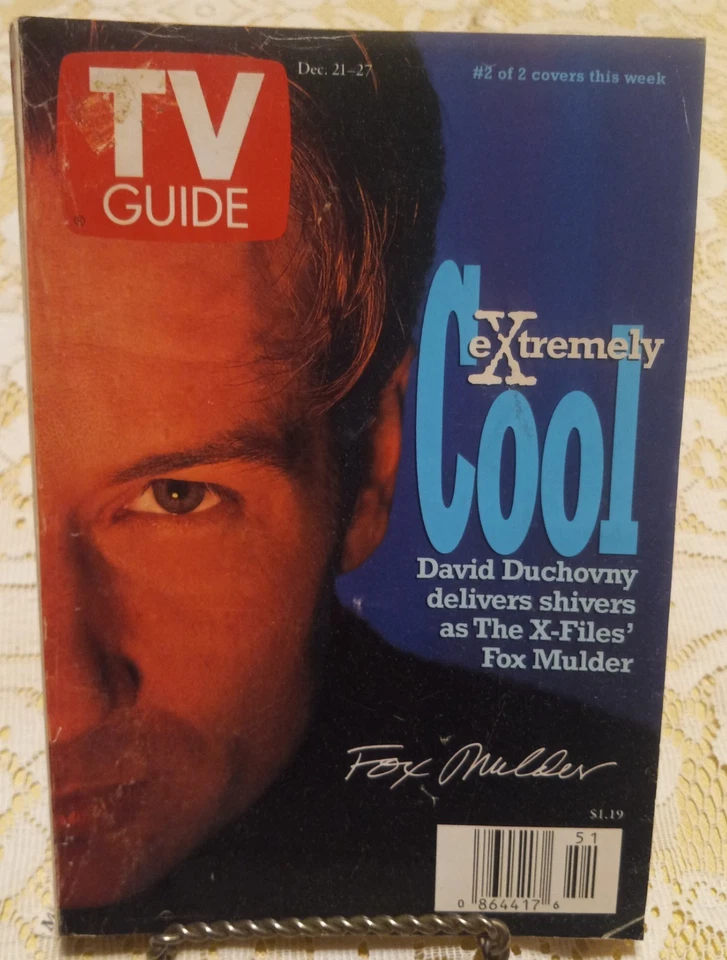 TV
GUIDE
®
Dec. 21–27
#2 of 2 covers this week
eXtremely
Cool
David Duchovny
delivers shivers
as The X-Files’
Fox Mulder
Fox Mulder
$1.19
51
0 864417 6